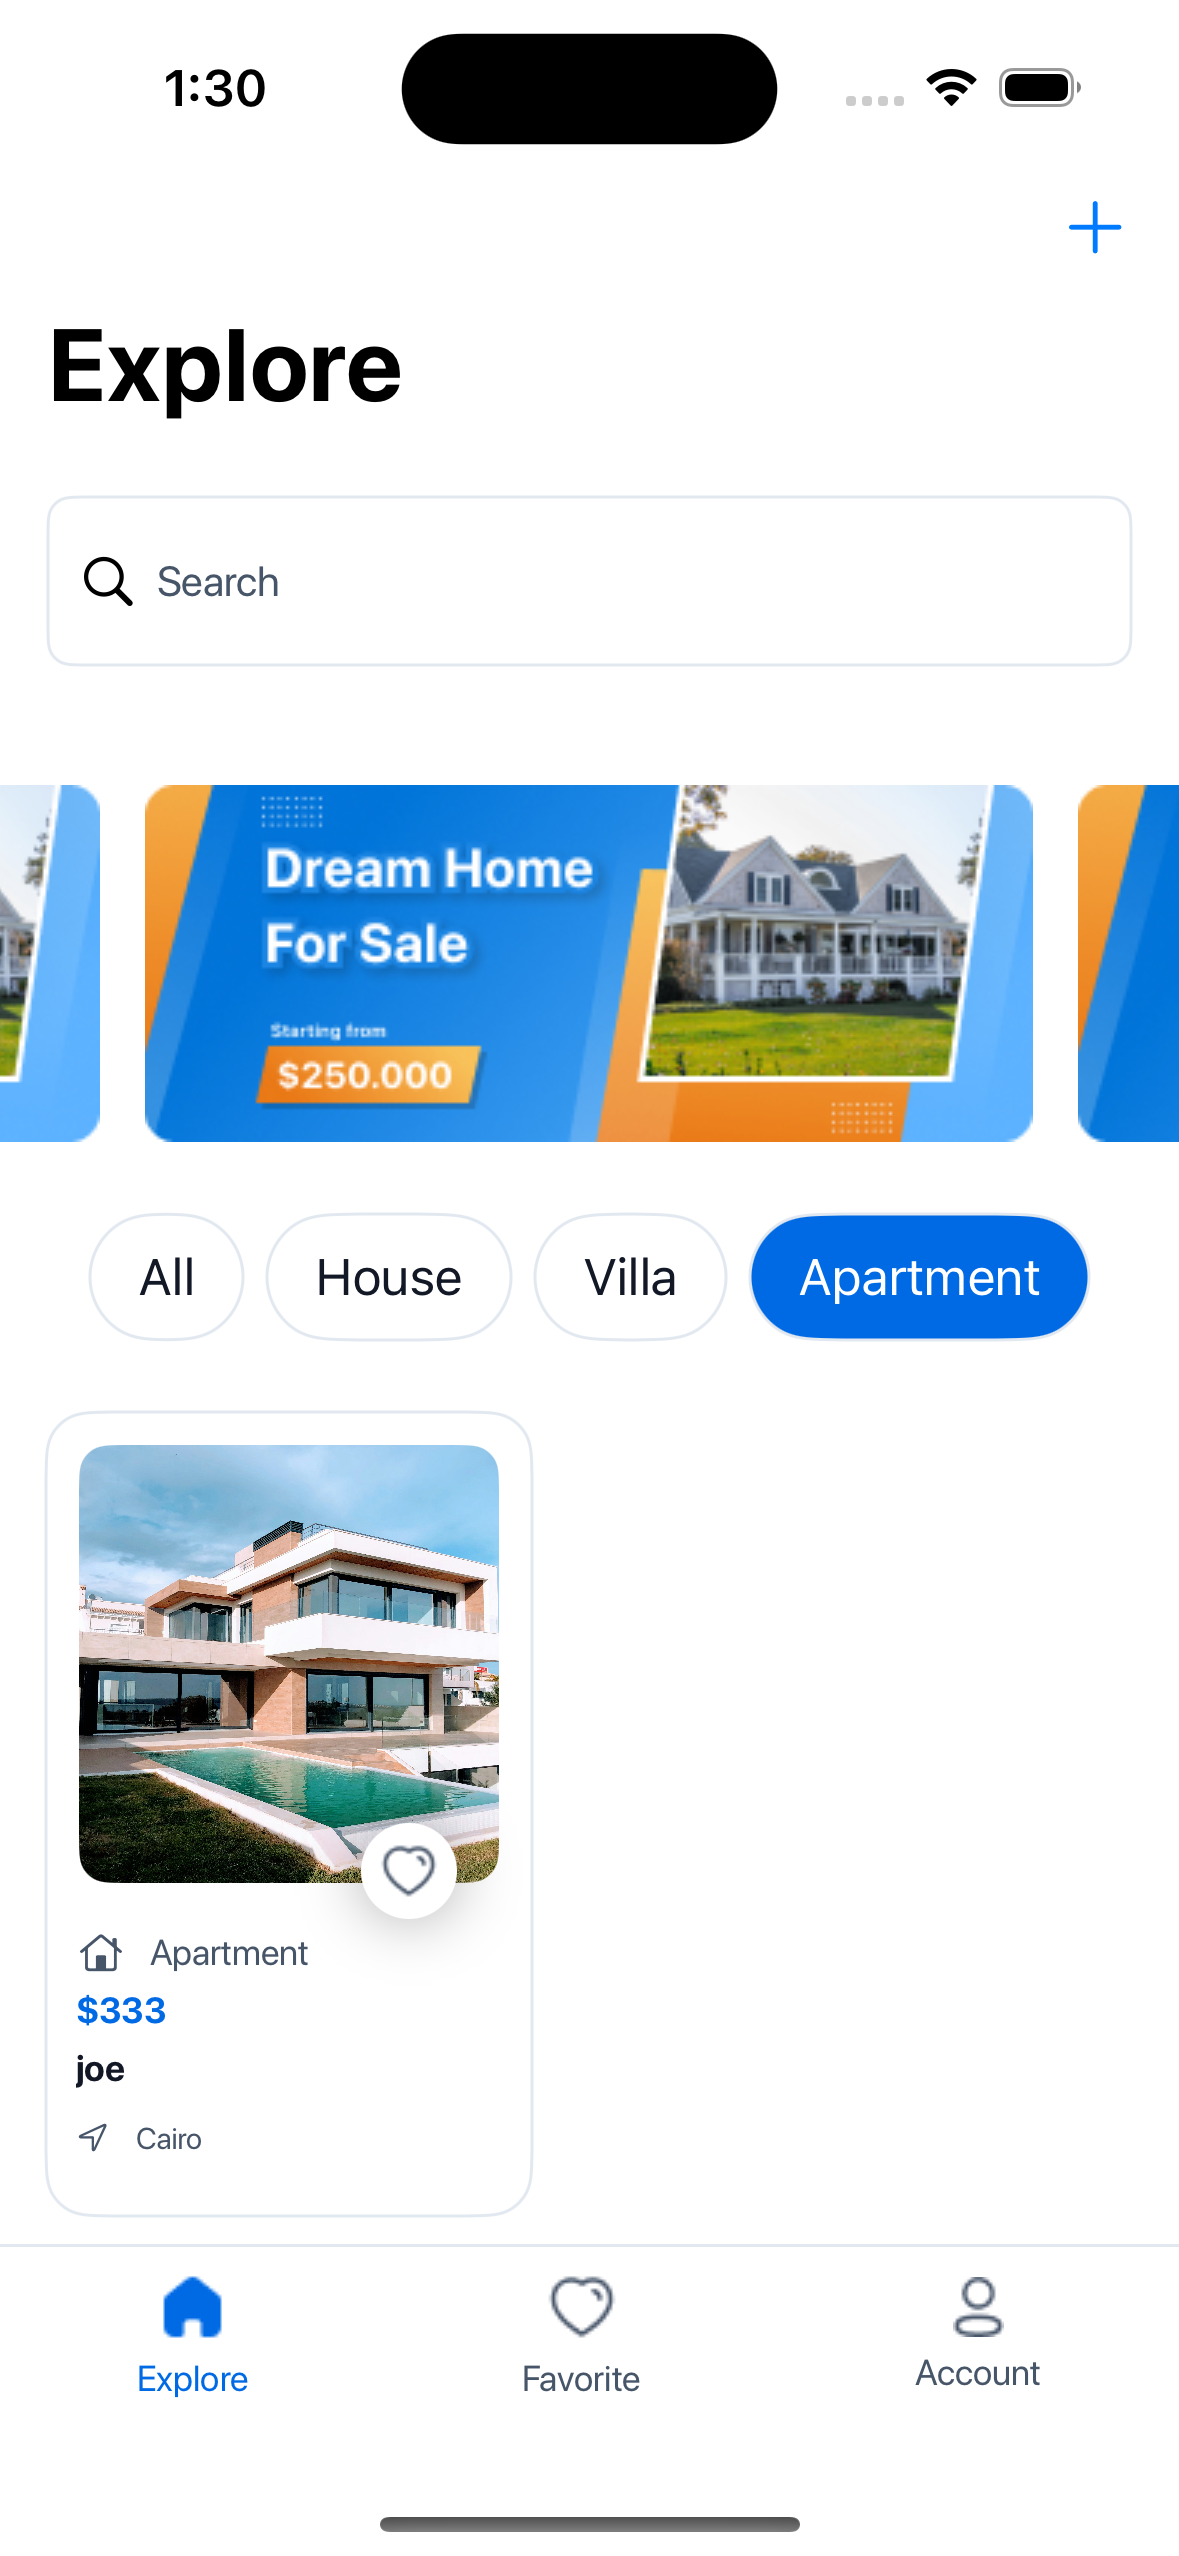 1:30
Explore
Search
Dream Home
For Sale
Starting from
$250.000
All
House
Villa
Apartment
Apartment
$333
joe
Cairo
Explore
Favorite
Account